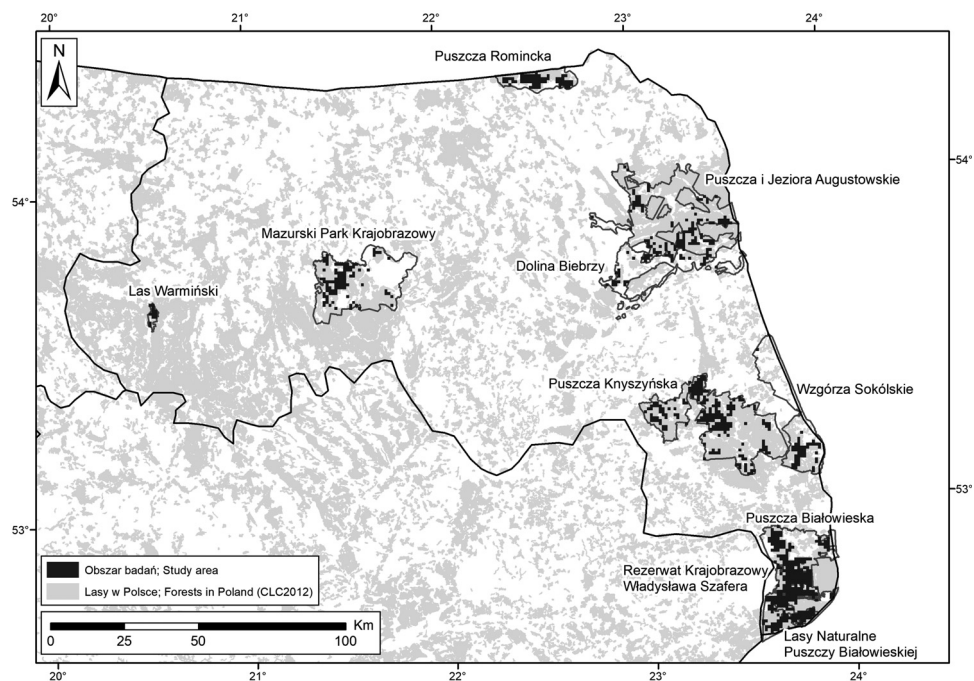 20°
21°
22°
23°
24°
N
Puszcza Romincka
54°
Puszcza i Jeziora Augustowskie
54°
Mazurski Park Krajobrazowy
Dolina Biebrzy
Las Warmiński
Puszcza Knyszyńska
Wzgórza Sokólskie
53°
Puszcza Białowieska
53°
Obszar badań; Study area
Lasy w Polsce; Forests in Poland (CLC2012)
Rezerwat Krajobrazowy
Władysława Szafera
Km
0
25
50
100
Lasy Naturalne
Puszczy Białowieskiej
20°
21°
22°
23°
24°